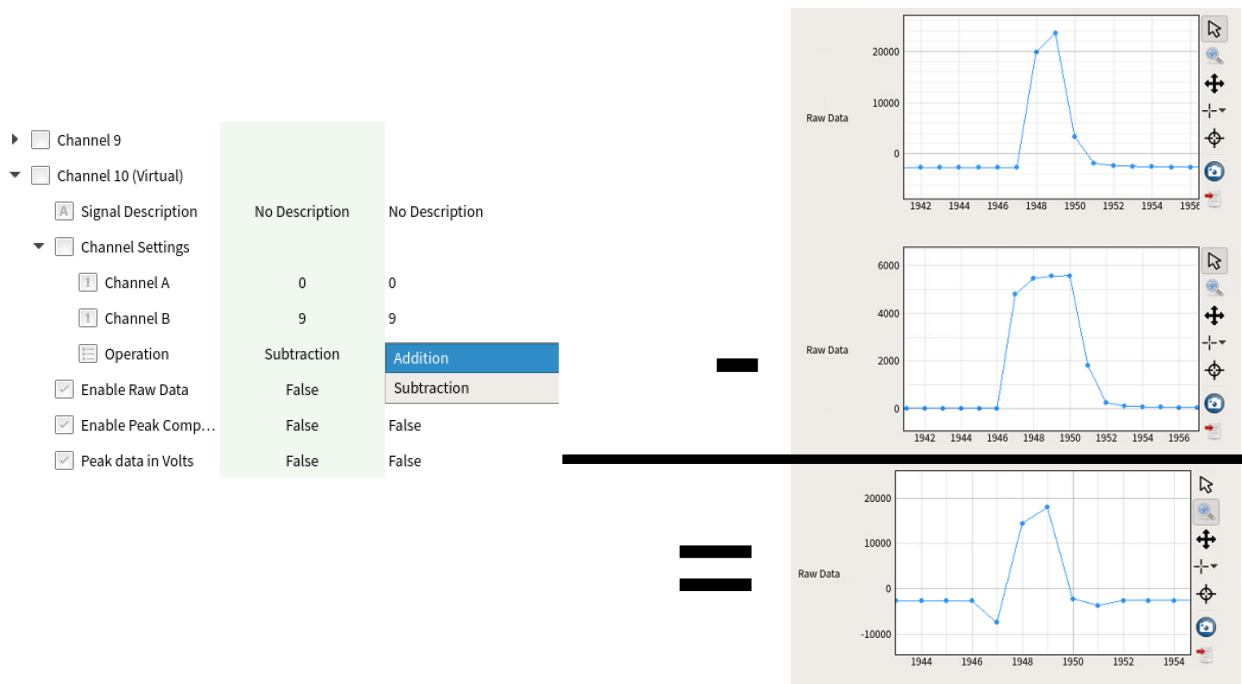 Channel 9
Channel 10 (Virtual)
A Signal Description No Description No Description
Channel Settings
1 Channel A 0 0
1 Channel B 9 9
Operation Subtraction Addition
Subtraction
Enable Raw Data False
Enable Peak Comp... False False
Peak data in Volts False False
20000
10000
Raw Data
0
1942 1944 1946 1948 1950 1952 1954 1956
6000
4000
Raw Data
2000
0
1942 1944 1946 1948 1950 1952 1954 1956
20000
10000
Raw Data
0
-10000
1944 1946 1948 1950 1952 1954